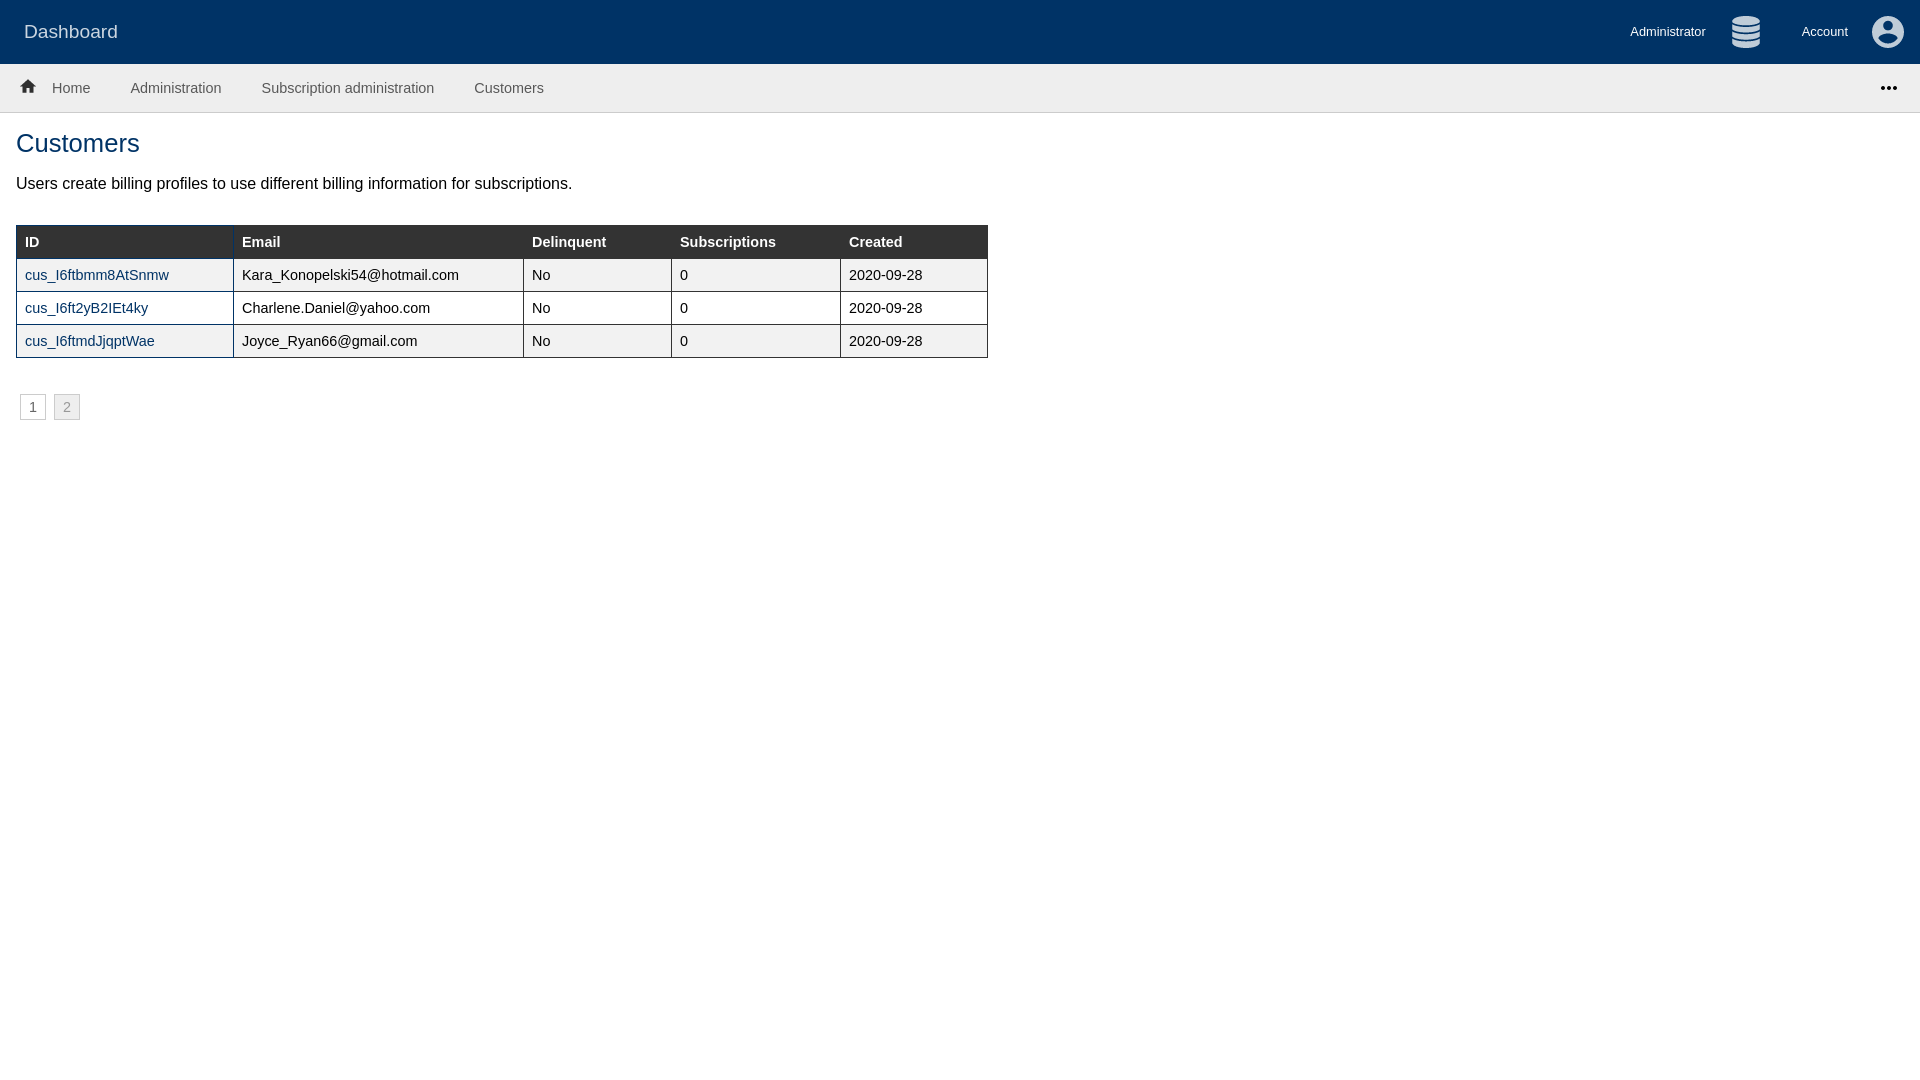 Dashboard
Administrator
Account
Home
Administration
Subscription administration
Customers
Customers
Users create billing profiles to use different billing information for subscriptions.
ID Email Delinquent Subscriptions Created
cus_I6ftbmm8AtSnmw Kara_Konopelski54@hotmail.com No 0 2020-09-28
cus_I6ft2yB2IEt4ky Charlene.Daniel@yahoo.com No 0 2020-09-28
cus_I6ftmdJjqptWae Joyce_Ryan66@gmail.com No 0 2020-09-28
1 2